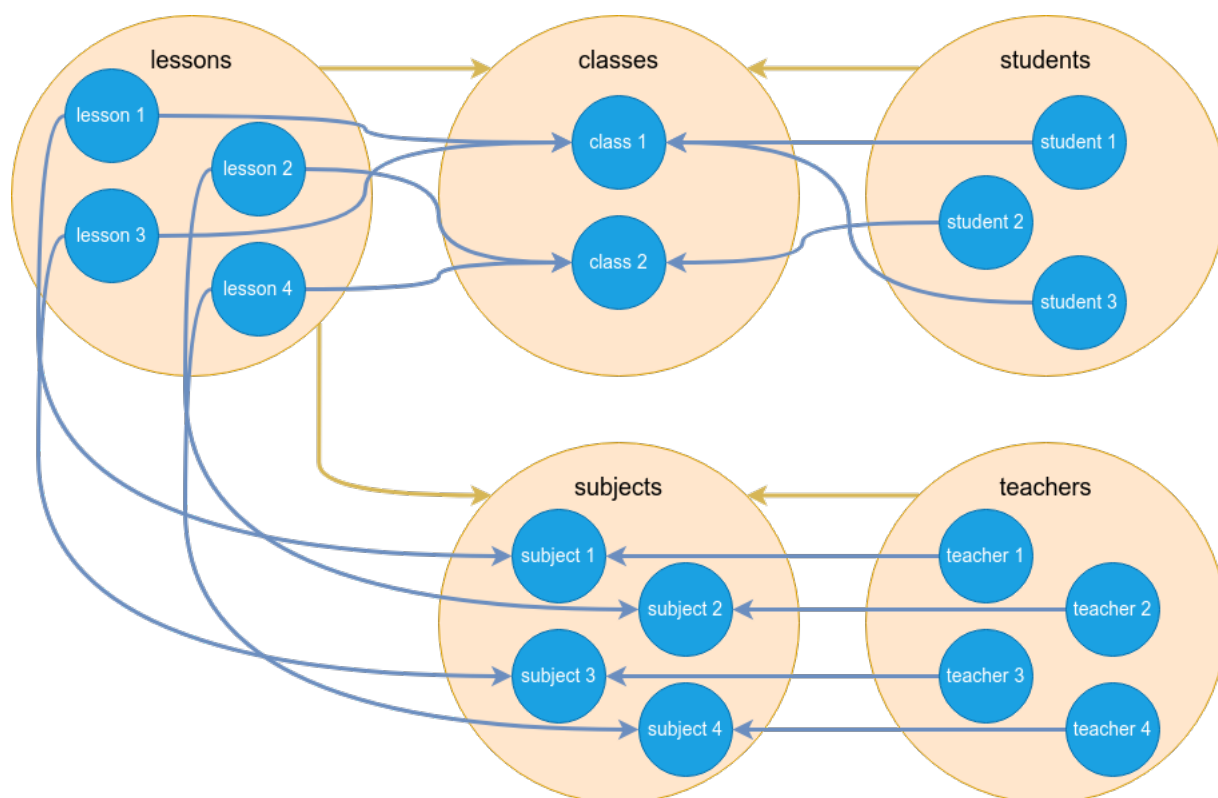 lessons
lesson 1
lesson 2
lesson 3
lesson 4
classes
class 1
class 2
students
student 1
student 2
student 3
subjects
subject 1
subject 2
subject 3
subject 4
teachers
teacher 1
teacher 2
teacher 3
teacher 4